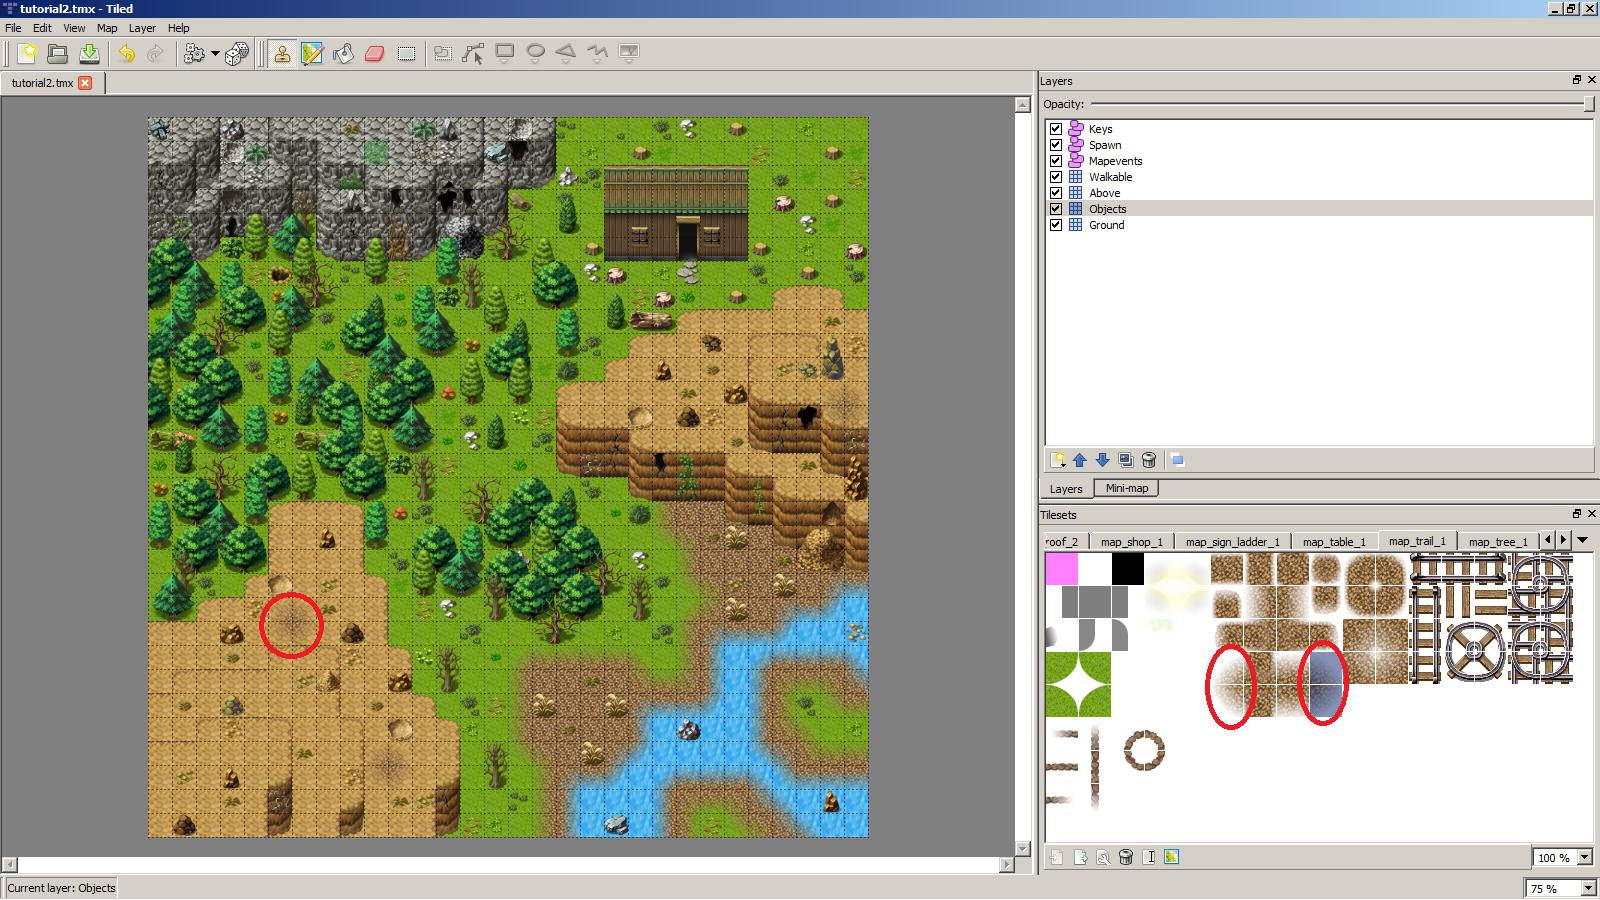 tutorial2.tmx - Tiled
File Edit View Map Layer Help
tutorial2.tmx
Layers
Opacity:
Keys
Spawn
Mapevents
Walkable
Above
Objects
Ground
Layers Mini-map
Tilesets
roof_2 map_shop_1 map_sign_ladder_1 map_table_1 map_trail_1 map_tree_1
100 %
Current layer: Objects
75 %